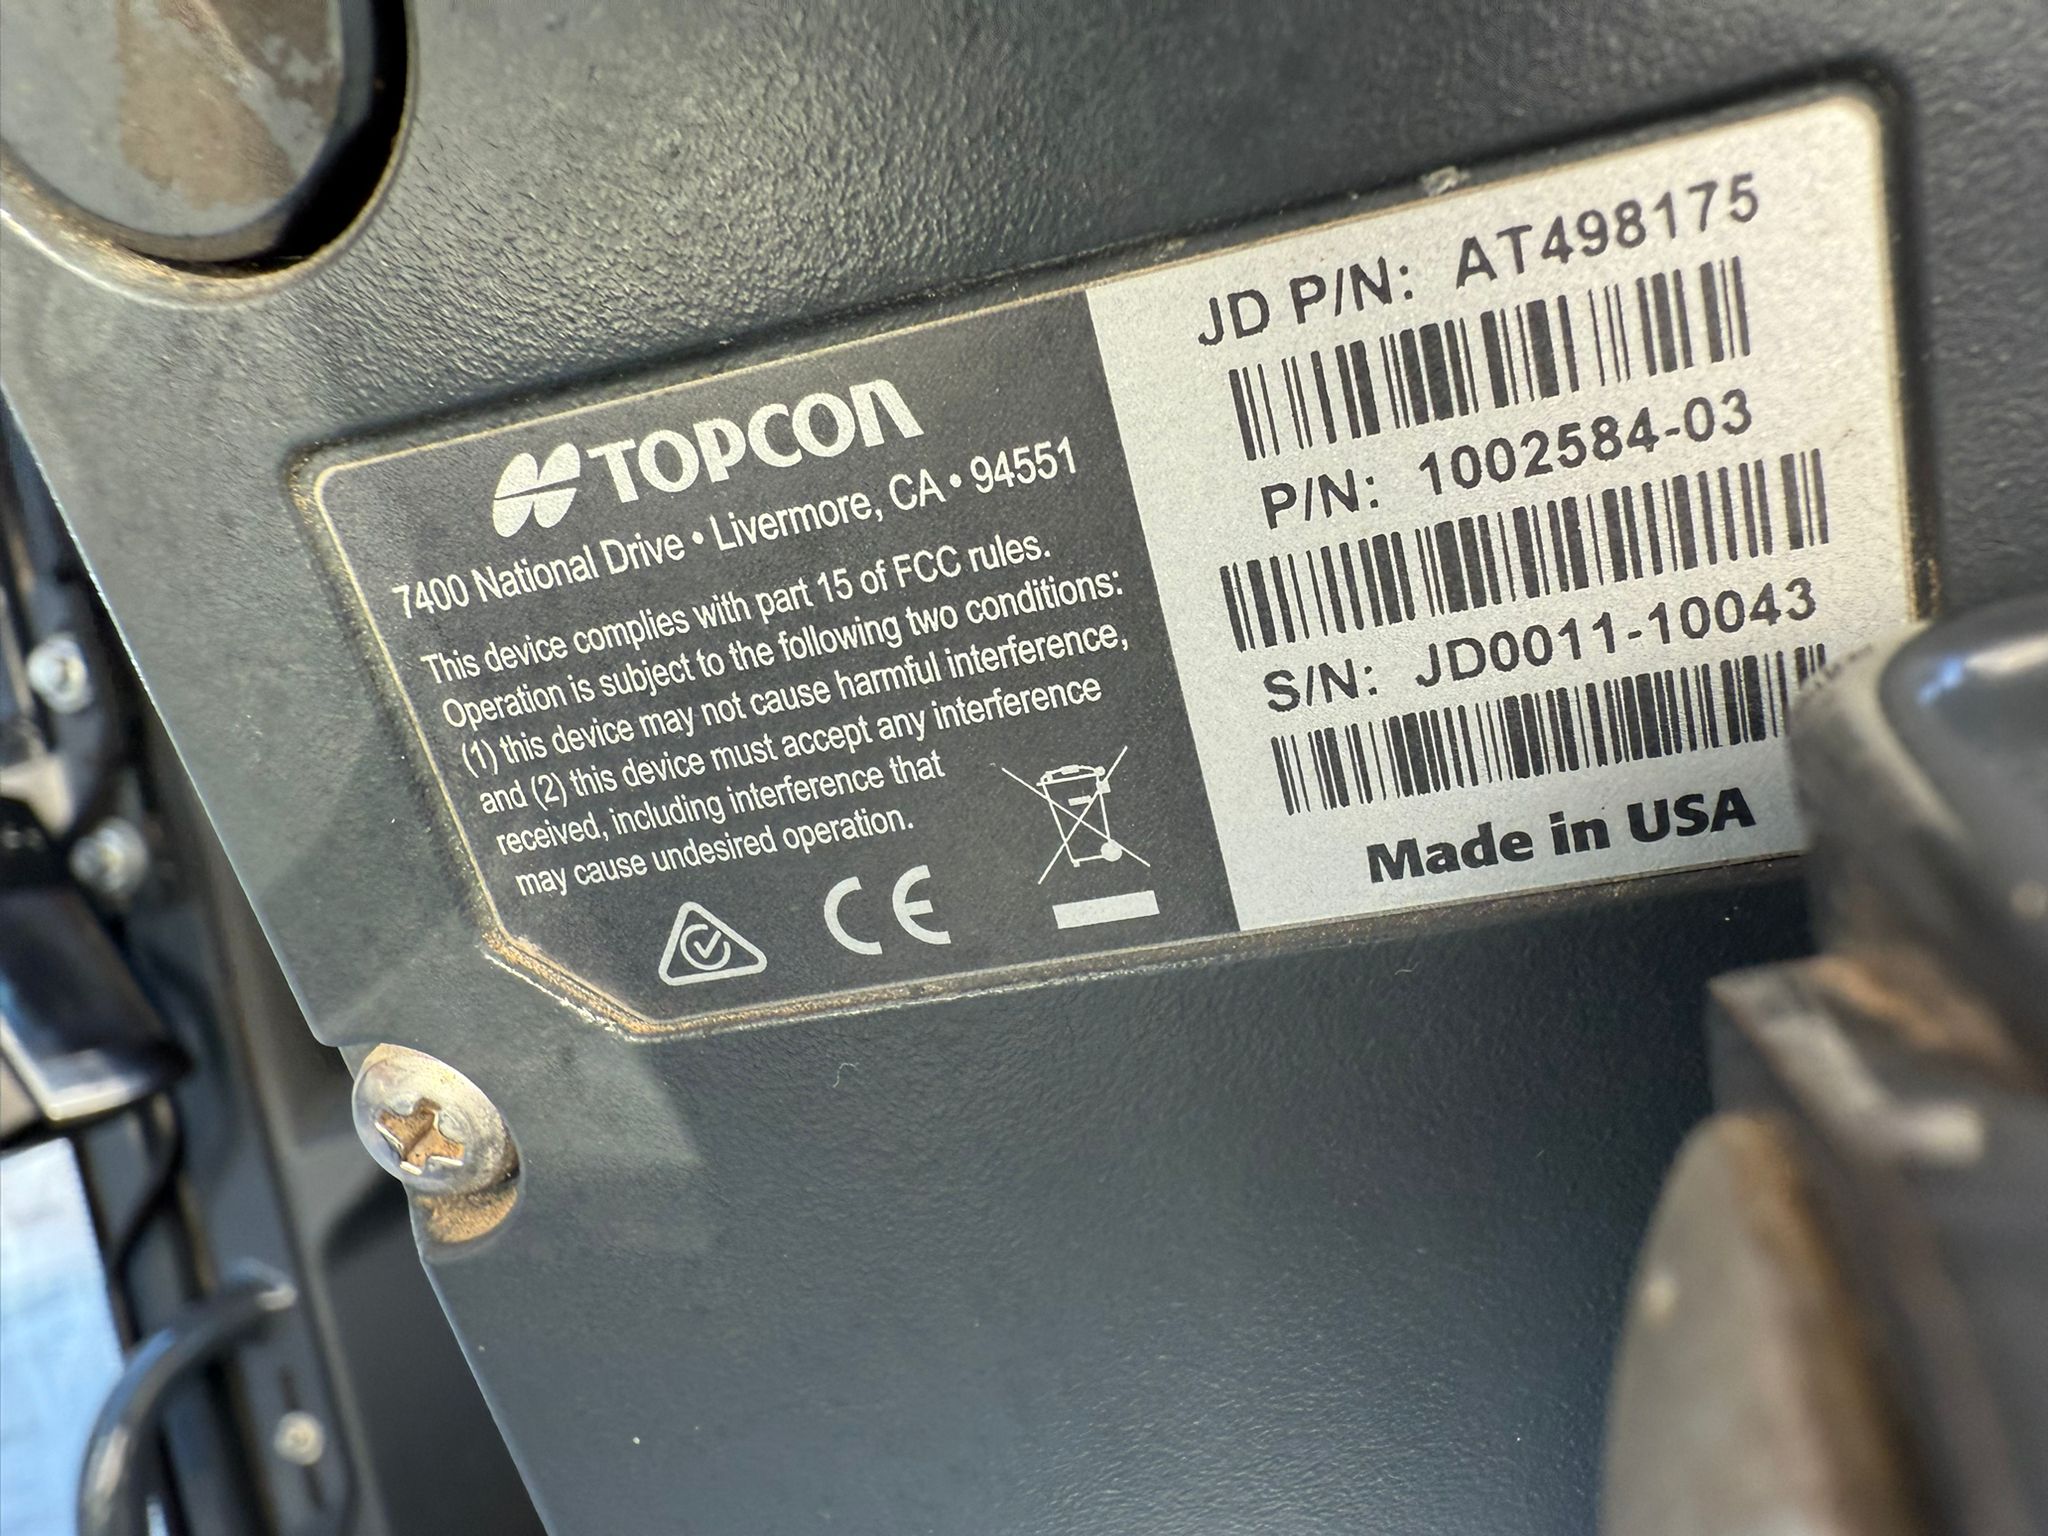 TOPCON
7400 National Drive • Livermore, CA • 94551
This device complies with part 15 of FCC rules.
Operation is subject to the following two conditions:
(1) this device may not cause harmful interference,
and (2) this device must accept any interference
received, including interference that
may cause undesired operation.
CE
JD P/N: AT498175
P/N: 1002584-03
S/N: JD0011-10043
Made in USA